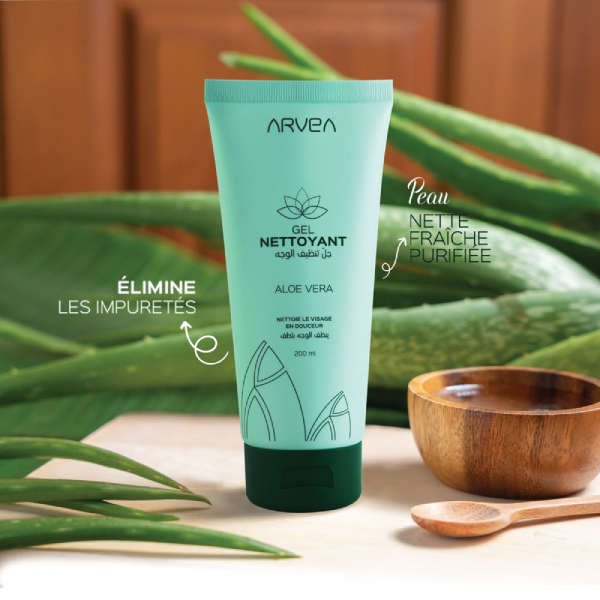 ARVEA
GEL
NETTOYANT
جل تنظيف الوجه
ALOE VERA
NETTOIE LE VISAGE
EN DOUCEUR
ينظف الوجه بلطف
200 ml
ÉLIMINE
LES IMPURETÉS
Peau
NETTE
FRAÎCHE
PURIFIÉE